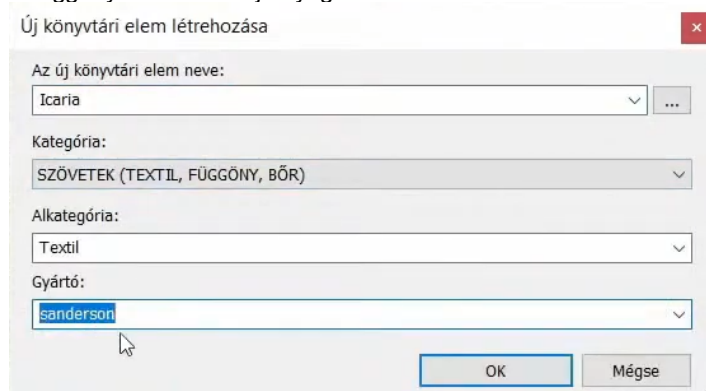 Új könyvtári elem létrehozása
Az új könyvtári elem neve:
Icaria
...
Kategória:
SZÖVETEK (TEXTIL, FÜGGÖNY, BŐR)
Alkategória:
Textil
Gyártó:
sanderson
OK Mégse